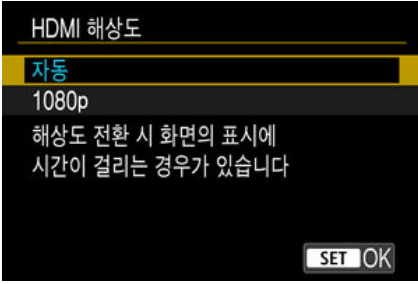 HDMI 해상도
자동
1080p
해상도 전환 시 화면의 표시에
시간이 걸리는 경우가 있습니다
SET OK